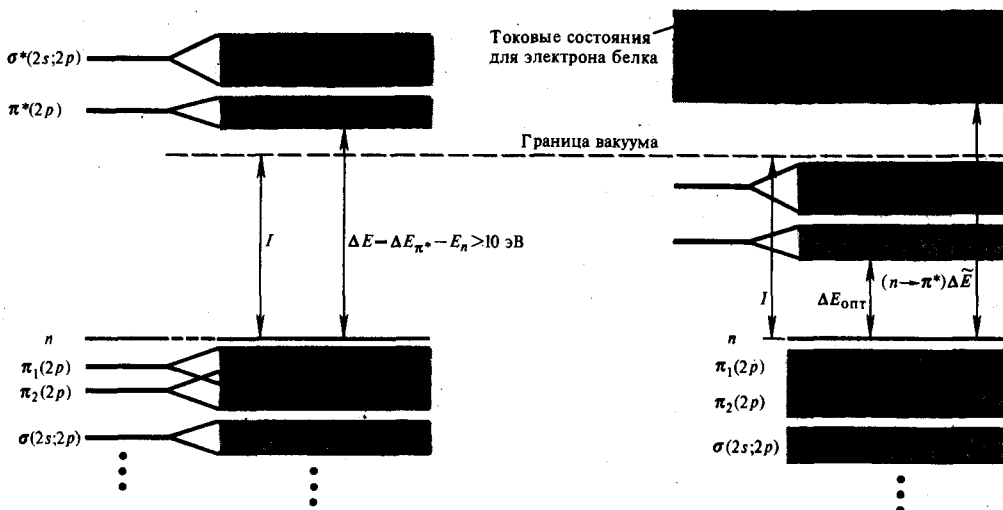 σ*(2s;2p)
π*(2p)
I
ΔE−ΔE_π*−E_n>10 эВ
n
π₁(2p)
π₂(2p)
σ(2s;2p)
Граница вакуума
Токовые состояния
для электрона белка
I
ΔE_опт
(n→π*)ΔẼ
n
π₁(2p)
π₂(2p)
σ(2s;2p)